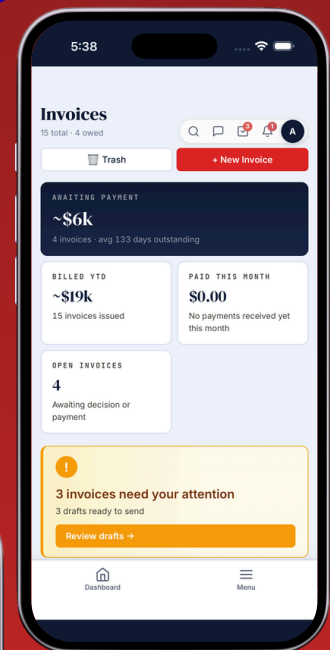 5:38
Invoices
15 total · 4 owed
3
1
A
Trash
+ New Invoice
AWAITING PAYMENT
~$6k
4 invoices · avg 133 days outstanding
BILLED YTD
~$19k
15 invoices issued
PAID THIS MONTH
$0.00
No payments received yet
this month
OPEN INVOICES
4
Awaiting decision or
payment
!
3 invoices need your attention
3 drafts ready to send
Review drafts →
Dashboard
Menu